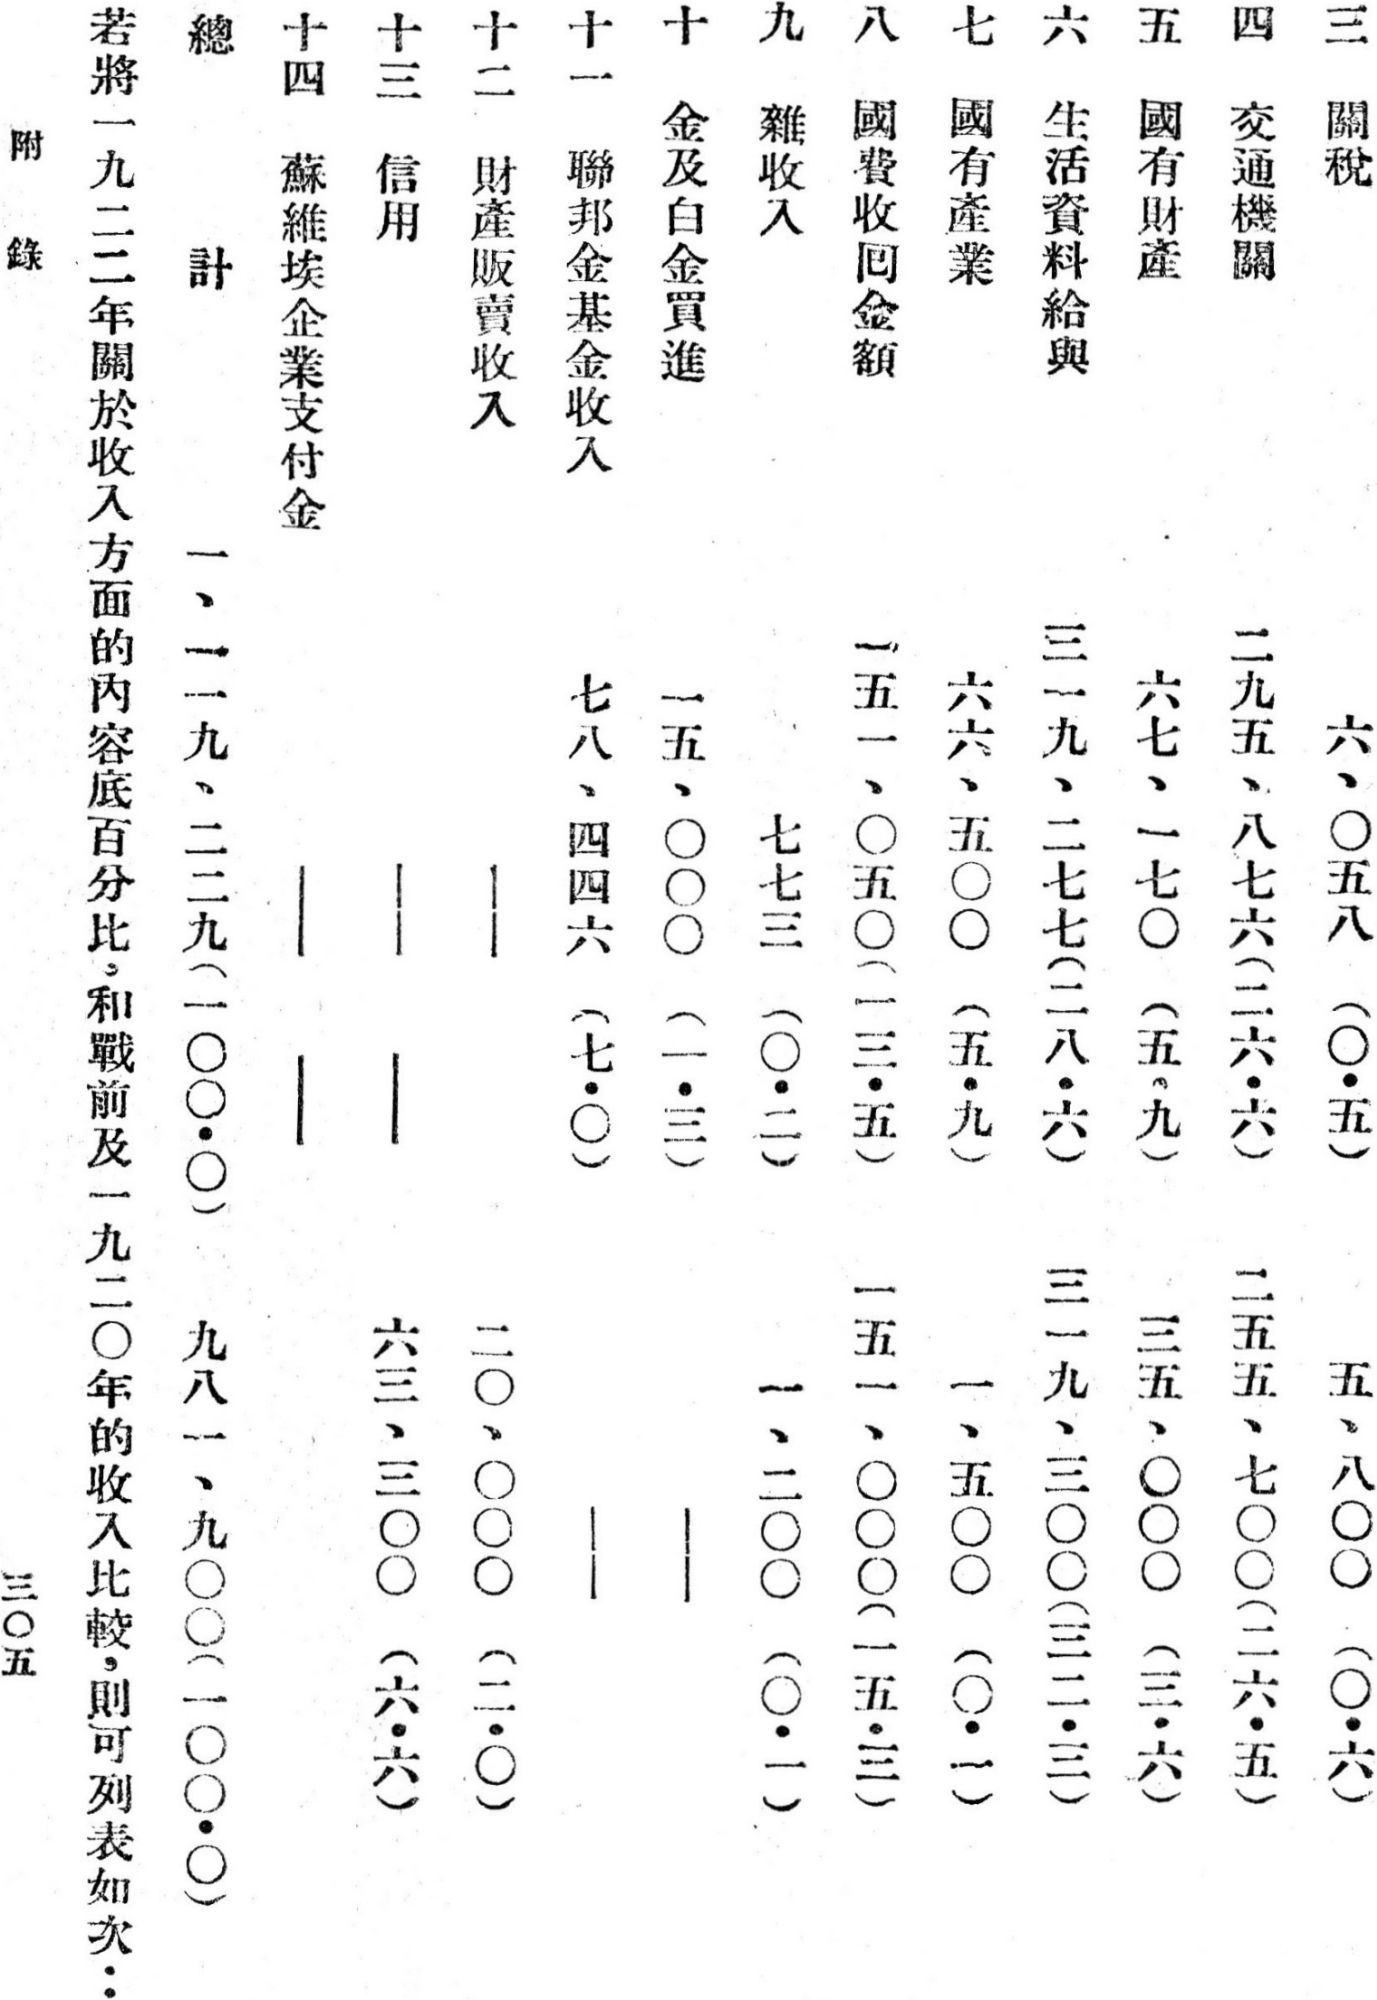 三　關稅　六、〇五八　（〇•五）　五、八〇〇　（〇•六）
四　交通機關　二九五、八七六（二六•六）　二五五、七〇〇（二六•五）
五　國有財產　六七、一七〇　（五。九）　三五、〇〇〇　（三•六）
六　生活資料給與　三一九、二七七（二八•六）　三一九、三〇〇（三二•三）
七　國有產業　六六、五〇〇　（五•九）　一、五〇〇　（〇•一）
八　國費收回金額　一五一、〇五〇（一三•五）　一五一、〇〇〇（一五•三）
九　雜收入　七七三　（〇•二）　一、二〇〇　（〇•一）
十　金及白金買進　一五、〇〇〇　（一•三）　——
十一　聯邦金基金收入　七八、四四六　（七•〇）　——
十二　財產販賣收入　——　二〇、〇〇〇　（二•〇）
十三　信用　——　——　六三、三〇〇　（六•六）
十四　蘇維埃企業支付金　——　——
總　計　一、一一九、二二九（一〇〇•〇）　九八一、九〇〇（一〇〇•〇）
若將一九二二年關於收入方面的內容底百分比，和戰前及一九二〇年的收入比較，則可列表如次：
附錄　三〇五